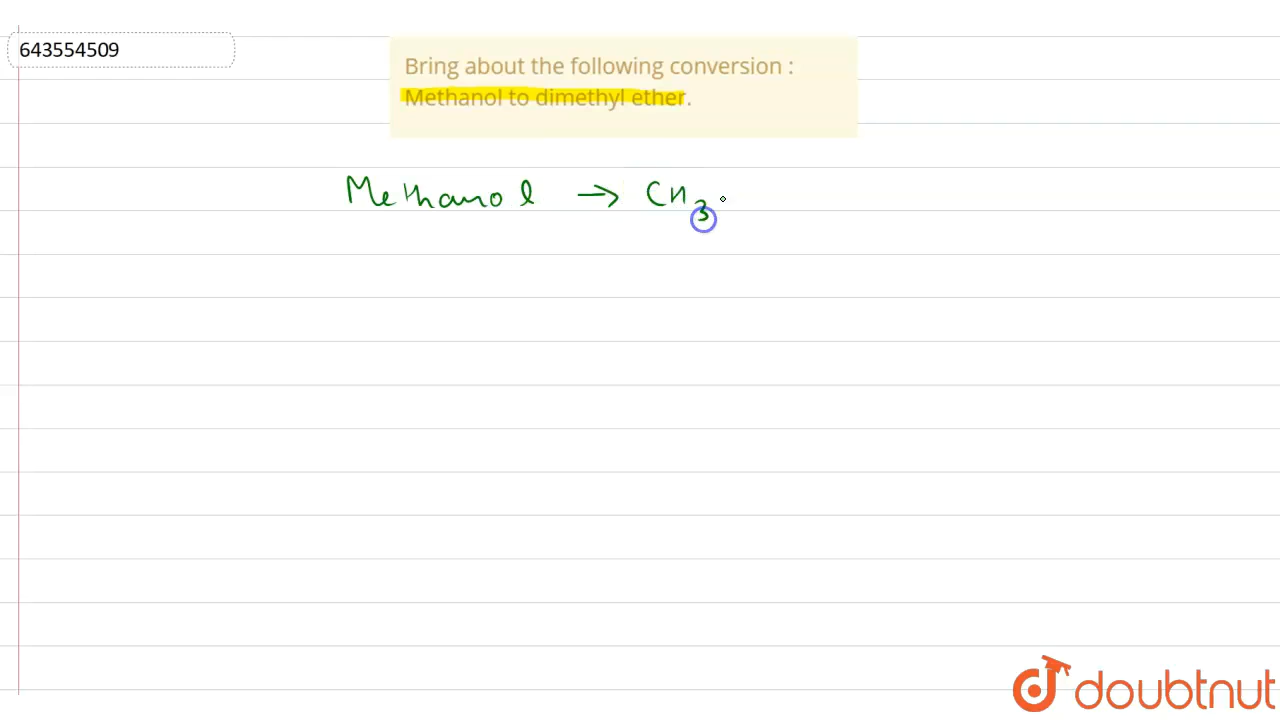 643554509
Bring about the following conversion :
Methanol to dimethyl ether.
Methanol → CH3
doubtnut